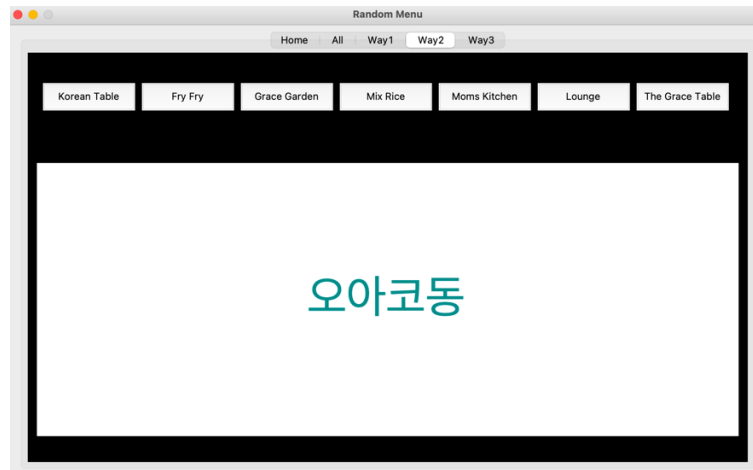 Random Menu
Home All Way1 Way2 Way3
Korean Table Fry Fry Grace Garden Mix Rice Moms Kitchen Lounge The Grace Table
오아코동